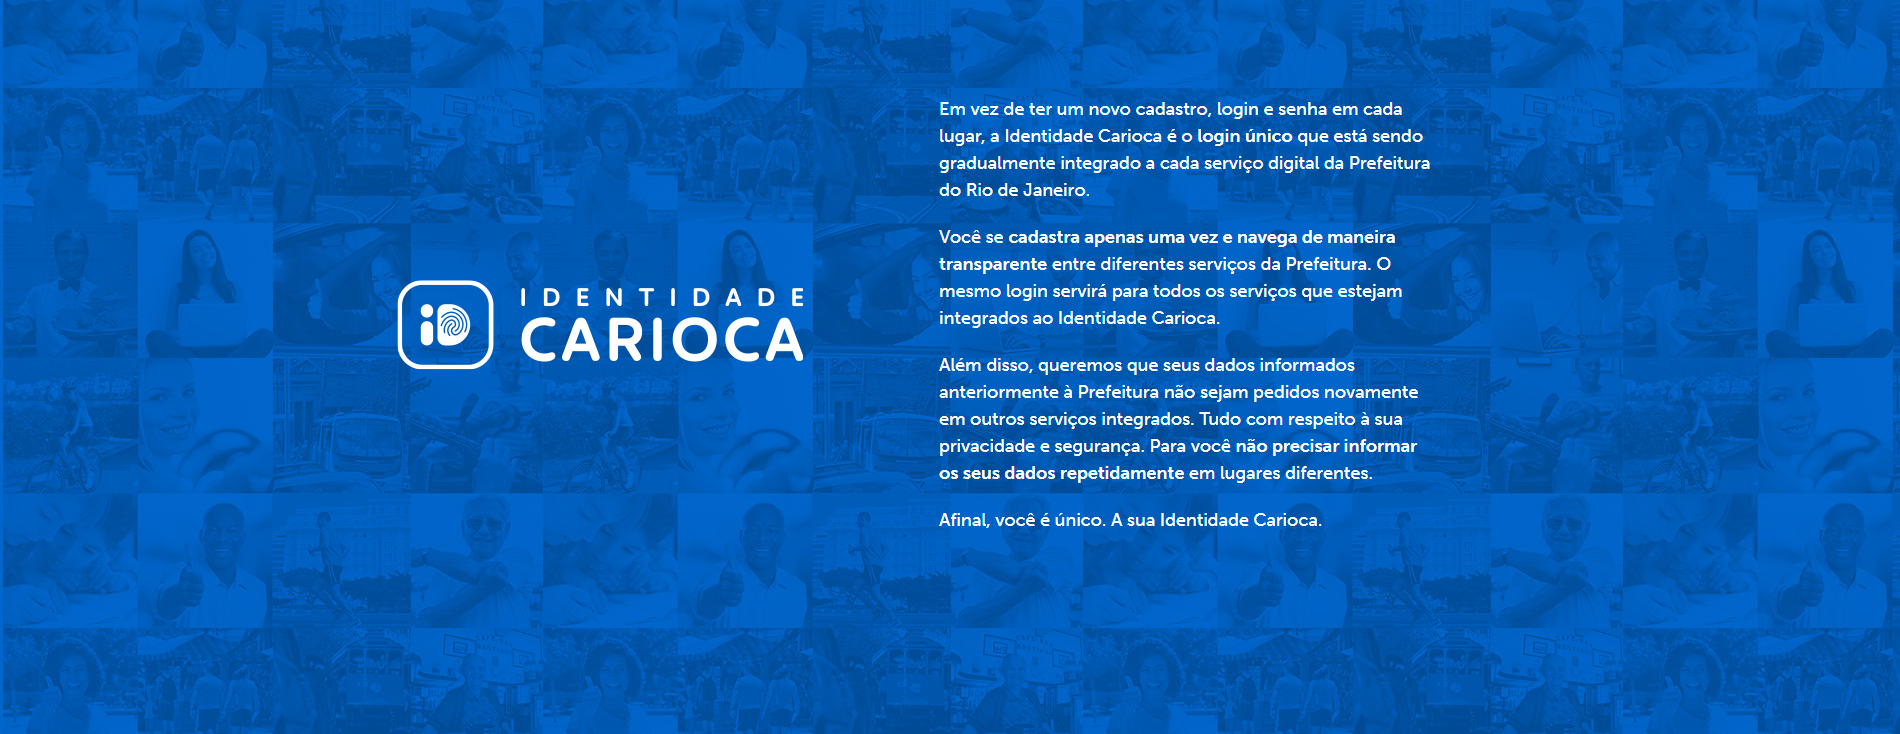 iD
IDENTIDADE
CARIOCA
Em vez de ter um novo cadastro, login e senha em cada
lugar, a Identidade Carioca é o login único que está sendo
gradualmente integrado a cada serviço digital da Prefeitura
do Rio de Janeiro.
Você se cadastra apenas uma vez e navega de maneira
transparente entre diferentes serviços da Prefeitura. O
mesmo login servirá para todos os serviços que estejam
integrados ao Identidade Carioca.
Além disso, queremos que seus dados informados
anteriormente à Prefeitura não sejam pedidos novamente
em outros serviços integrados. Tudo com respeito à sua
privacidade e segurança. Para você não precisar informar
os seus dados repetidamente em lugares diferentes.
Afinal, você é único. A sua Identidade Carioca.